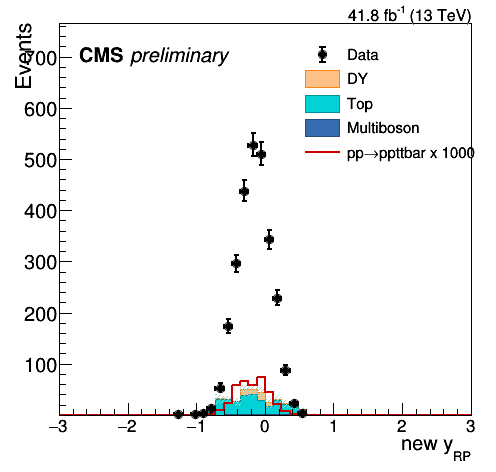 41.8 fb⁻¹ (13 TeV)
Events
CMS preliminary
Data
DY
Top
Multiboson
pp→ppttbar x 1000
700
600
500
400
300
200
100
−3 −2 −1 0 1 2 3
new y_RP